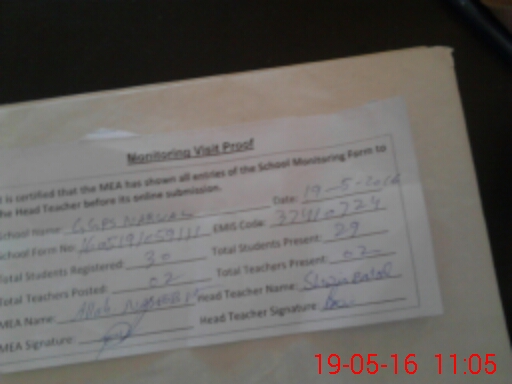 Monitoring Visit Proof
It is certified that the MEA has shown all entries of the School Monitoring Form to
the Head Teacher before its online submission.
School Name: GGPS Date: 19-5-2016
School Form No: EMIS Code: 37410724
Total Students Registered: 30 Total Students Present: 29
Total Teachers Posted: 02 Total Teachers Present: 02
MEA Name: Head Teacher Name:
MEA Signature: Head Teacher Signature:
19-05-16 11:05